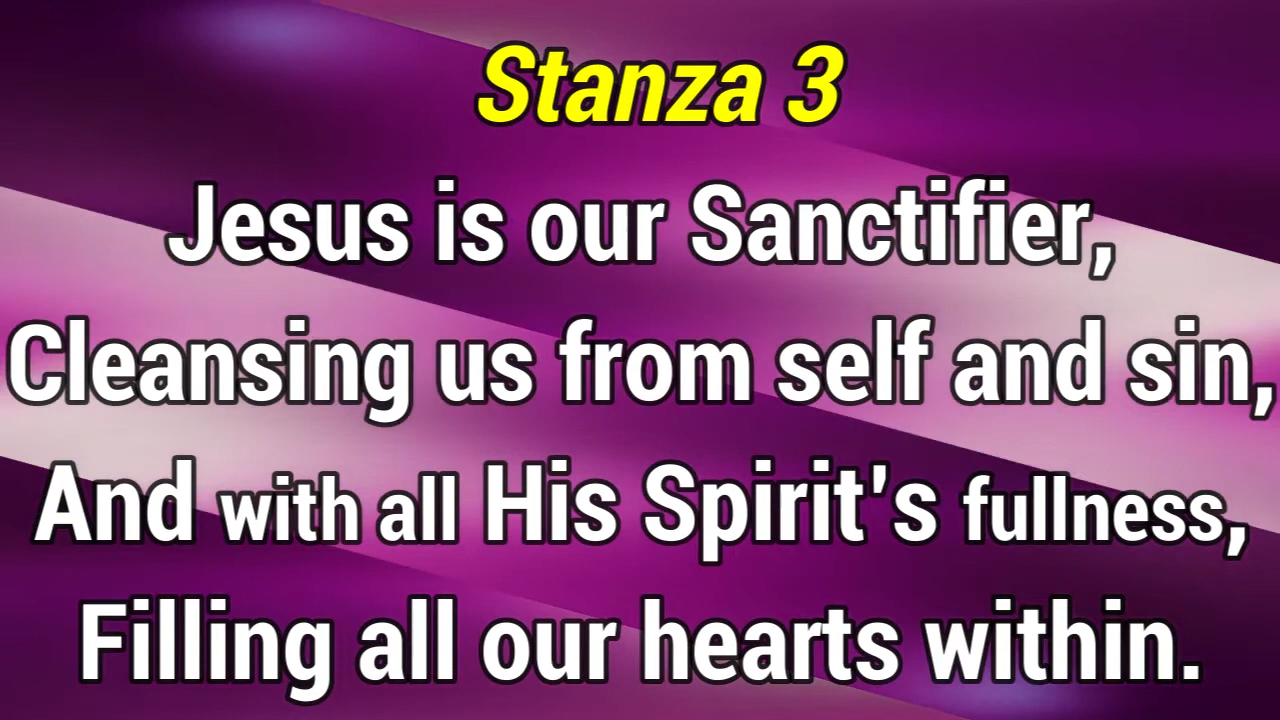 Stanza 3
Jesus is our Sanctifier,
Cleansing us from self and sin,
And with all His Spirit's fullness,
Filling all our hearts within.